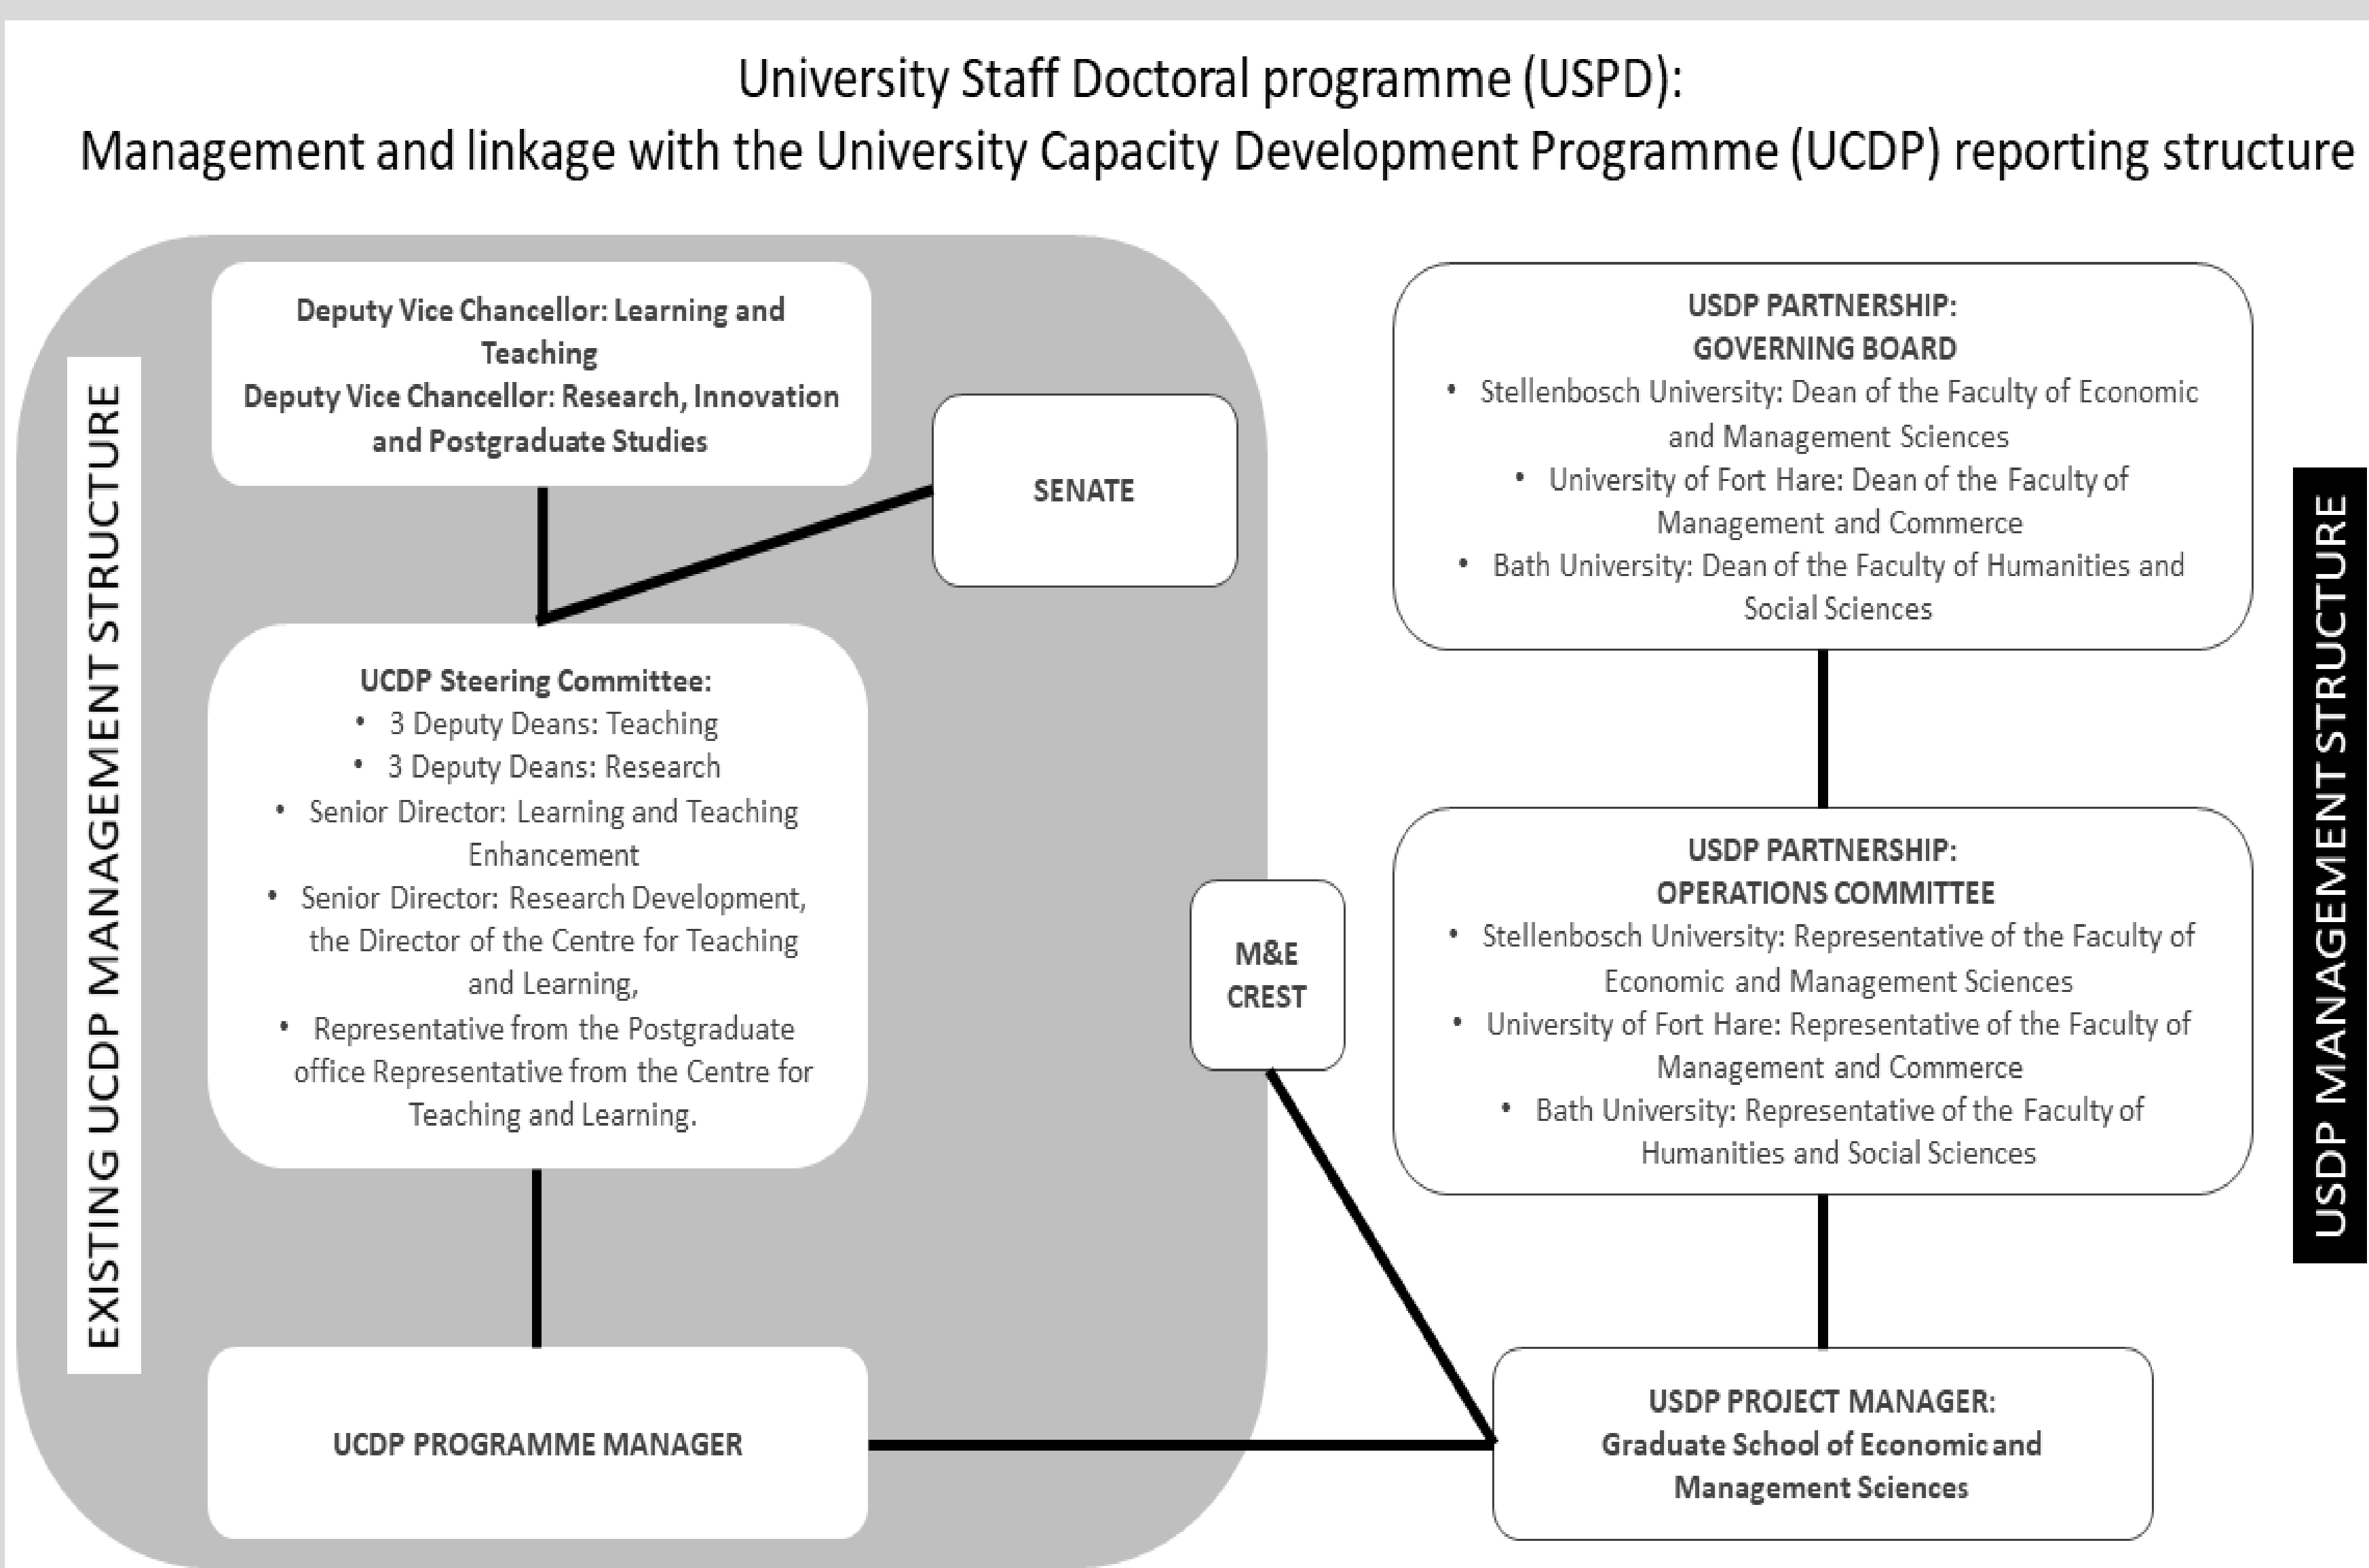 University Staff Doctoral programme (USPD):
Management and linkage with the University Capacity Development Programme (UCDP) reporting structure
EXISTING UCDP MANAGEMENT STRUCTURE
Deputy Vice Chancellor: Learning and
Teaching
Deputy Vice Chancellor: Research, Innovation
and Postgraduate Studies
SENATE
UCDP Steering Committee:
• 3 Deputy Deans: Teaching
• 3 Deputy Deans: Research
• Senior Director: Learning and Teaching
Enhancement
• Senior Director: Research Development,
the Director of the Centre for Teaching
and Learning,
• Representative from the Postgraduate
office Representative from the Centre for
Teaching and Learning.
UCDP PROGRAMME MANAGER
M&E
CREST
USDP PARTNERSHIP:
GOVERNING BOARD
• Stellenbosch University: Dean of the Faculty of Economic
and Management Sciences
• University of Fort Hare: Dean of the Faculty of
Management and Commerce
• Bath University: Dean of the Faculty of Humanities and
Social Sciences
USDP PARTNERSHIP:
OPERATIONS COMMITTEE
• Stellenbosch University: Representative of the Faculty of
Economic and Management Sciences
• University of Fort Hare: Representative of the Faculty of
Management and Commerce
• Bath University: Representative of the Faculty of
Humanities and Social Sciences
USDP PROJECT MANAGER:
Graduate School of Economic and
Management Sciences
USDP MANAGEMENT STRUCTURE